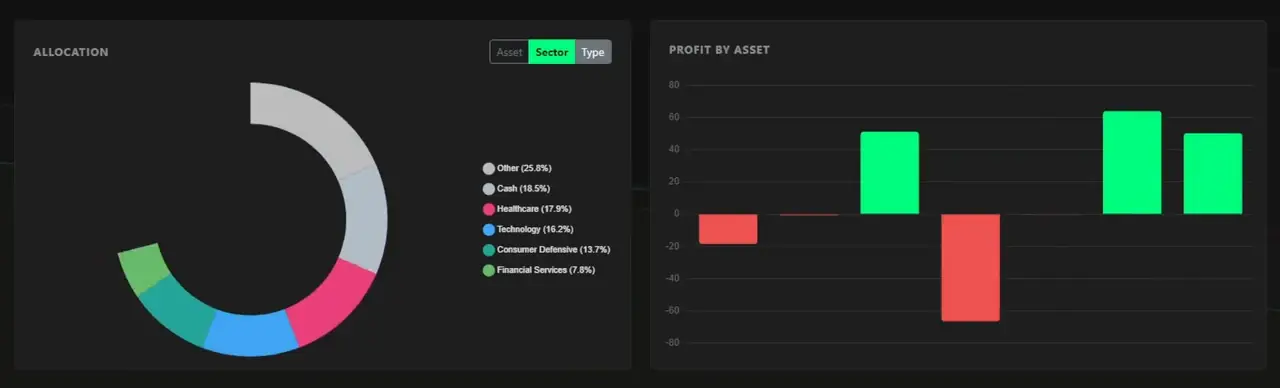 ALLOCATION
Asset Sector Type
Other (25.8%)
Cash (18.5%)
Healthcare (17.9%)
Technology (16.2%)
Consumer Defensive (13.7%)
Financial Services (7.8%)
PROFIT BY ASSET
80
60
40
20
0
-20
-40
-60
-80